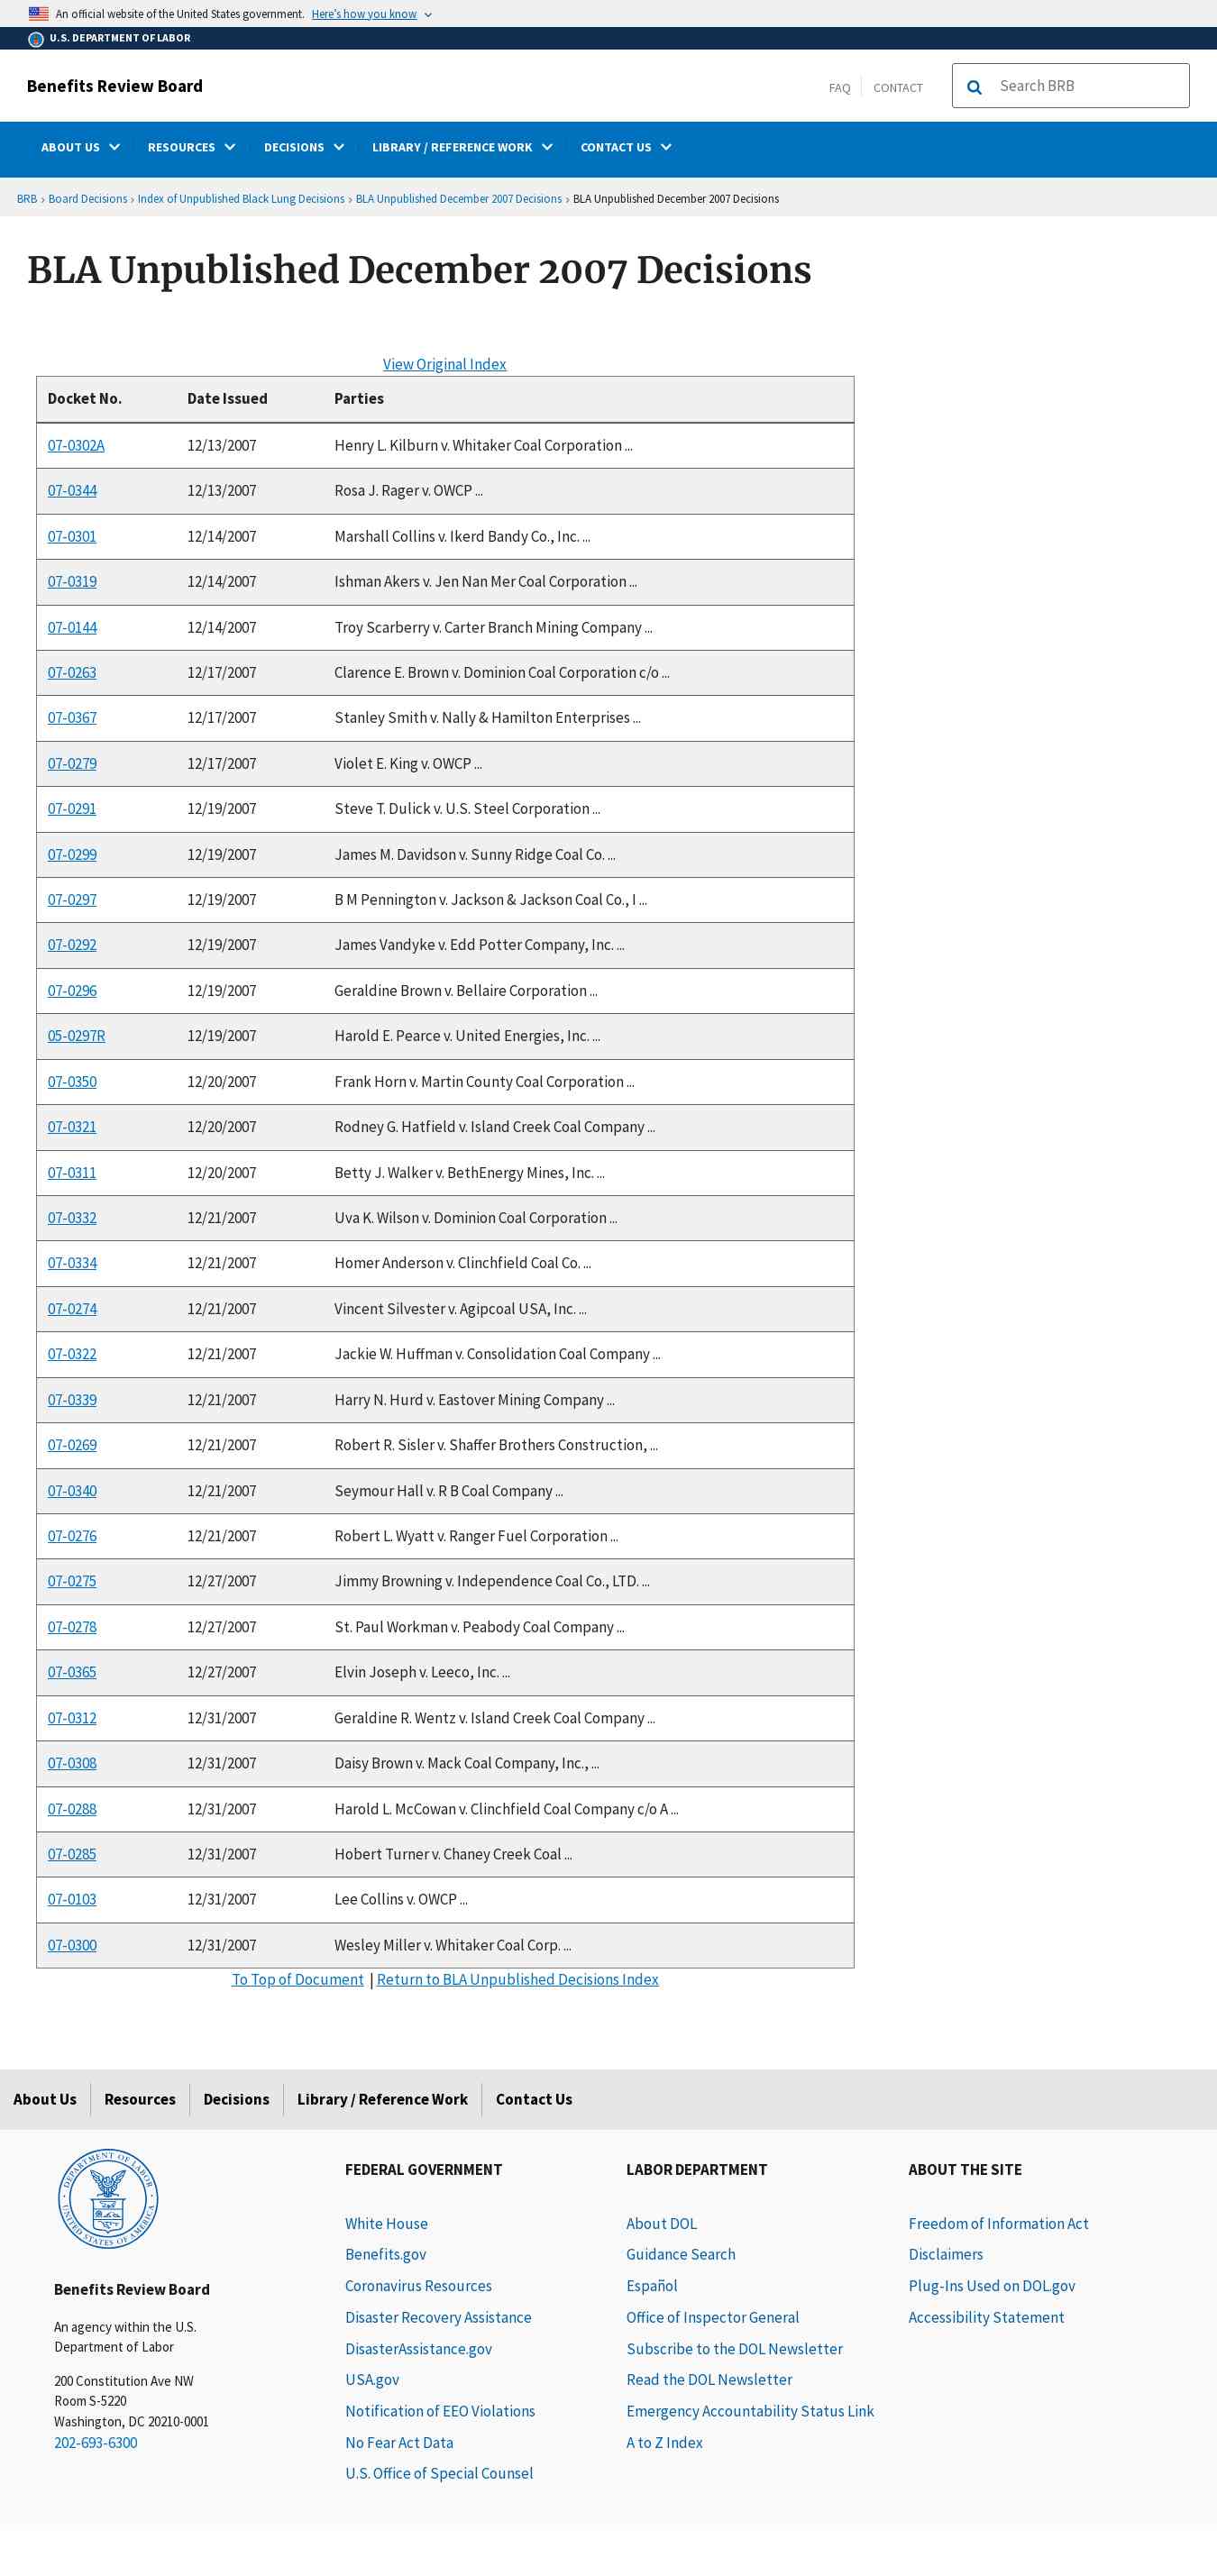 An official website of the United States government. Here’s how you know
U.S. DEPARTMENT OF LABOR
Benefits Review Board
FAQ
CONTACT
Search BRB
ABOUT US
RESOURCES
DECISIONS
LIBRARY / REFERENCE WORK
CONTACT US
BRB › Board Decisions › Index of Unpublished Black Lung Decisions › BLA Unpublished December 2007 Decisions › BLA Unpublished December 2007 Decisions
BLA Unpublished December 2007 Decisions
View Original Index
Docket No. Date Issued Parties
07-0302A 12/13/2007 Henry L. Kilburn v. Whitaker Coal Corporation ...
07-0344 12/13/2007 Rosa J. Rager v. OWCP ...
07-0301 12/14/2007 Marshall Collins v. Ikerd Bandy Co., Inc. ...
07-0319 12/14/2007 Ishman Akers v. Jen Nan Mer Coal Corporation ...
07-0144 12/14/2007 Troy Scarberry v. Carter Branch Mining Company ...
07-0263 12/17/2007 Clarence E. Brown v. Dominion Coal Corporation c/o ...
07-0367 12/17/2007 Stanley Smith v. Nally & Hamilton Enterprises ...
07-0279 12/17/2007 Violet E. King v. OWCP ...
07-0291 12/19/2007 Steve T. Dulick v. U.S. Steel Corporation ...
07-0299 12/19/2007 James M. Davidson v. Sunny Ridge Coal Co. ...
07-0297 12/19/2007 B M Pennington v. Jackson & Jackson Coal Co., I ...
07-0292 12/19/2007 James Vandyke v. Edd Potter Company, Inc. ...
07-0296 12/19/2007 Geraldine Brown v. Bellaire Corporation ...
05-0297R 12/19/2007 Harold E. Pearce v. United Energies, Inc. ...
07-0350 12/20/2007 Frank Horn v. Martin County Coal Corporation ...
07-0321 12/20/2007 Rodney G. Hatfield v. Island Creek Coal Company ...
07-0311 12/20/2007 Betty J. Walker v. BethEnergy Mines, Inc. ...
07-0332 12/21/2007 Uva K. Wilson v. Dominion Coal Corporation ...
07-0334 12/21/2007 Homer Anderson v. Clinchfield Coal Co. ...
07-0274 12/21/2007 Vincent Silvester v. Agipcoal USA, Inc. ...
07-0322 12/21/2007 Jackie W. Huffman v. Consolidation Coal Company ...
07-0339 12/21/2007 Harry N. Hurd v. Eastover Mining Company ...
07-0269 12/21/2007 Robert R. Sisler v. Shaffer Brothers Construction, ...
07-0340 12/21/2007 Seymour Hall v. R B Coal Company ...
07-0276 12/21/2007 Robert L. Wyatt v. Ranger Fuel Corporation ...
07-0275 12/27/2007 Jimmy Browning v. Independence Coal Co., LTD. ...
07-0278 12/27/2007 St. Paul Workman v. Peabody Coal Company ...
07-0365 12/27/2007 Elvin Joseph v. Leeco, Inc. ...
07-0312 12/31/2007 Geraldine R. Wentz v. Island Creek Coal Company ...
07-0308 12/31/2007 Daisy Brown v. Mack Coal Company, Inc., ...
07-0288 12/31/2007 Harold L. McCowan v. Clinchfield Coal Company c/o A ...
07-0285 12/31/2007 Hobert Turner v. Chaney Creek Coal ...
07-0103 12/31/2007 Lee Collins v. OWCP ...
07-0300 12/31/2007 Wesley Miller v. Whitaker Coal Corp. ...
To Top of Document | Return to BLA Unpublished Decisions Index
About Us
Resources
Decisions
Library / Reference Work
Contact Us
DEPARTMENT OF LABOR
UNITED STATES OF AMERICA
Benefits Review Board
An agency within the U.S.
Department of Labor
200 Constitution Ave NW
Room S-5220
Washington, DC 20210-0001
202-693-6300
FEDERAL GOVERNMENT
White House
Benefits.gov
Coronavirus Resources
Disaster Recovery Assistance
DisasterAssistance.gov
USA.gov
Notification of EEO Violations
No Fear Act Data
U.S. Office of Special Counsel
LABOR DEPARTMENT
About DOL
Guidance Search
Español
Office of Inspector General
Subscribe to the DOL Newsletter
Read the DOL Newsletter
Emergency Accountability Status Link
A to Z Index
ABOUT THE SITE
Freedom of Information Act
Disclaimers
Plug-Ins Used on DOL.gov
Accessibility Statement